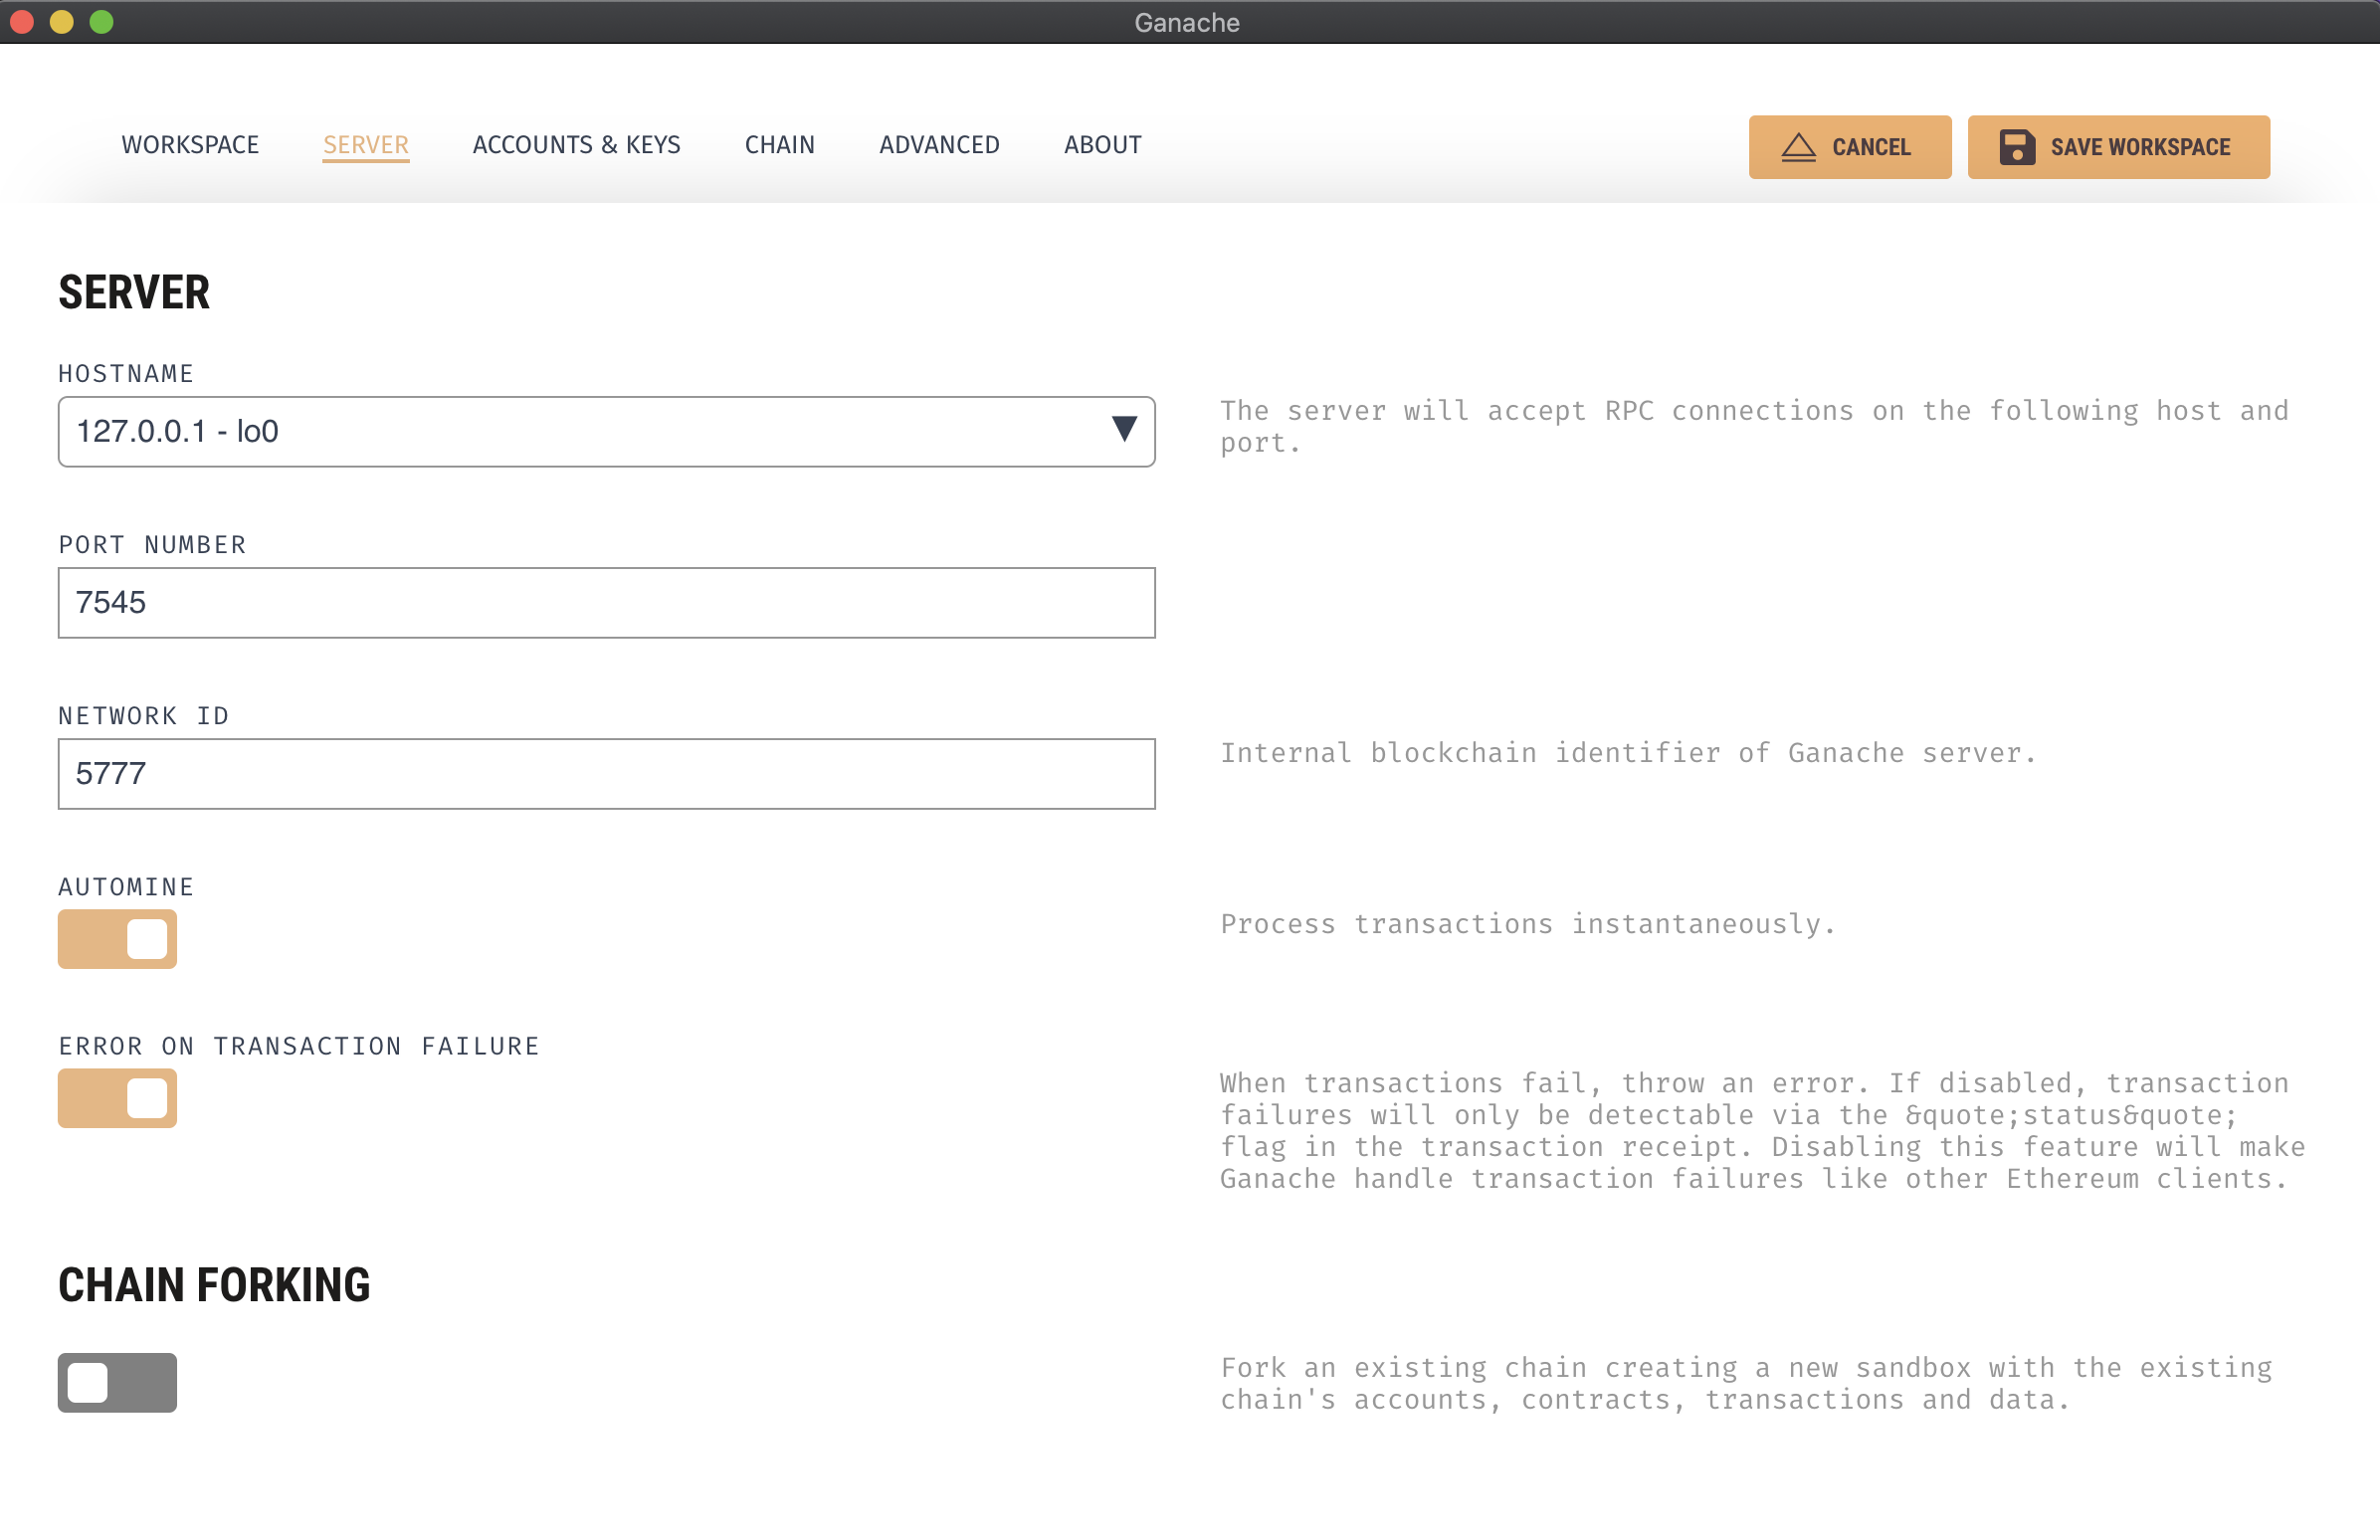 Ganache
WORKSPACE SERVER ACCOUNTS & KEYS CHAIN ADVANCED ABOUT CANCEL SAVE WORKSPACE
SERVER
HOSTNAME
127.0.0.1 - lo0
The server will accept RPC connections on the following host and
port.
PORT NUMBER
7545
NETWORK ID
5777
Internal blockchain identifier of Ganache server.
AUTOMINE
Process transactions instantaneously.
ERROR ON TRANSACTION FAILURE
When transactions fail, throw an error. If disabled, transaction
failures will only be detectable via the &quote;status&quote;
flag in the transaction receipt. Disabling this feature will make
Ganache handle transaction failures like other Ethereum clients.
CHAIN FORKING
Fork an existing chain creating a new sandbox with the existing
chain's accounts, contracts, transactions and data.